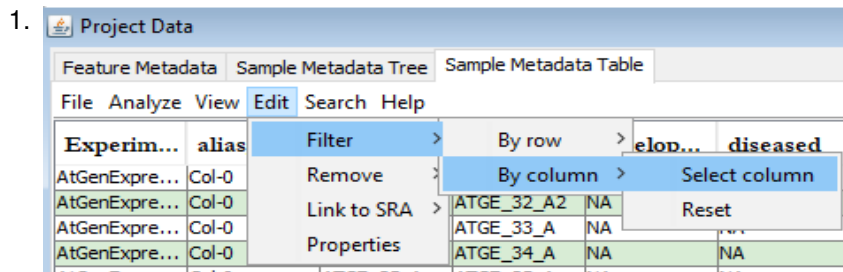 1. Project Data
Feature Metadata Sample Metadata Tree Sample Metadata Table
File Analyze View Edit Search Help
Experim... alias Filter > By row > elop... diseased
AtGenExpre... Col-0 Remove > By column > Select column
AtGenExpre... Col-0 Link to SRA > ATGE_32_A2 NA Reset
AtGenExpre... Col-0 ATGE_33_A NA
AtGenExpre... Col-0 Properties ATGE_34_A NA NA